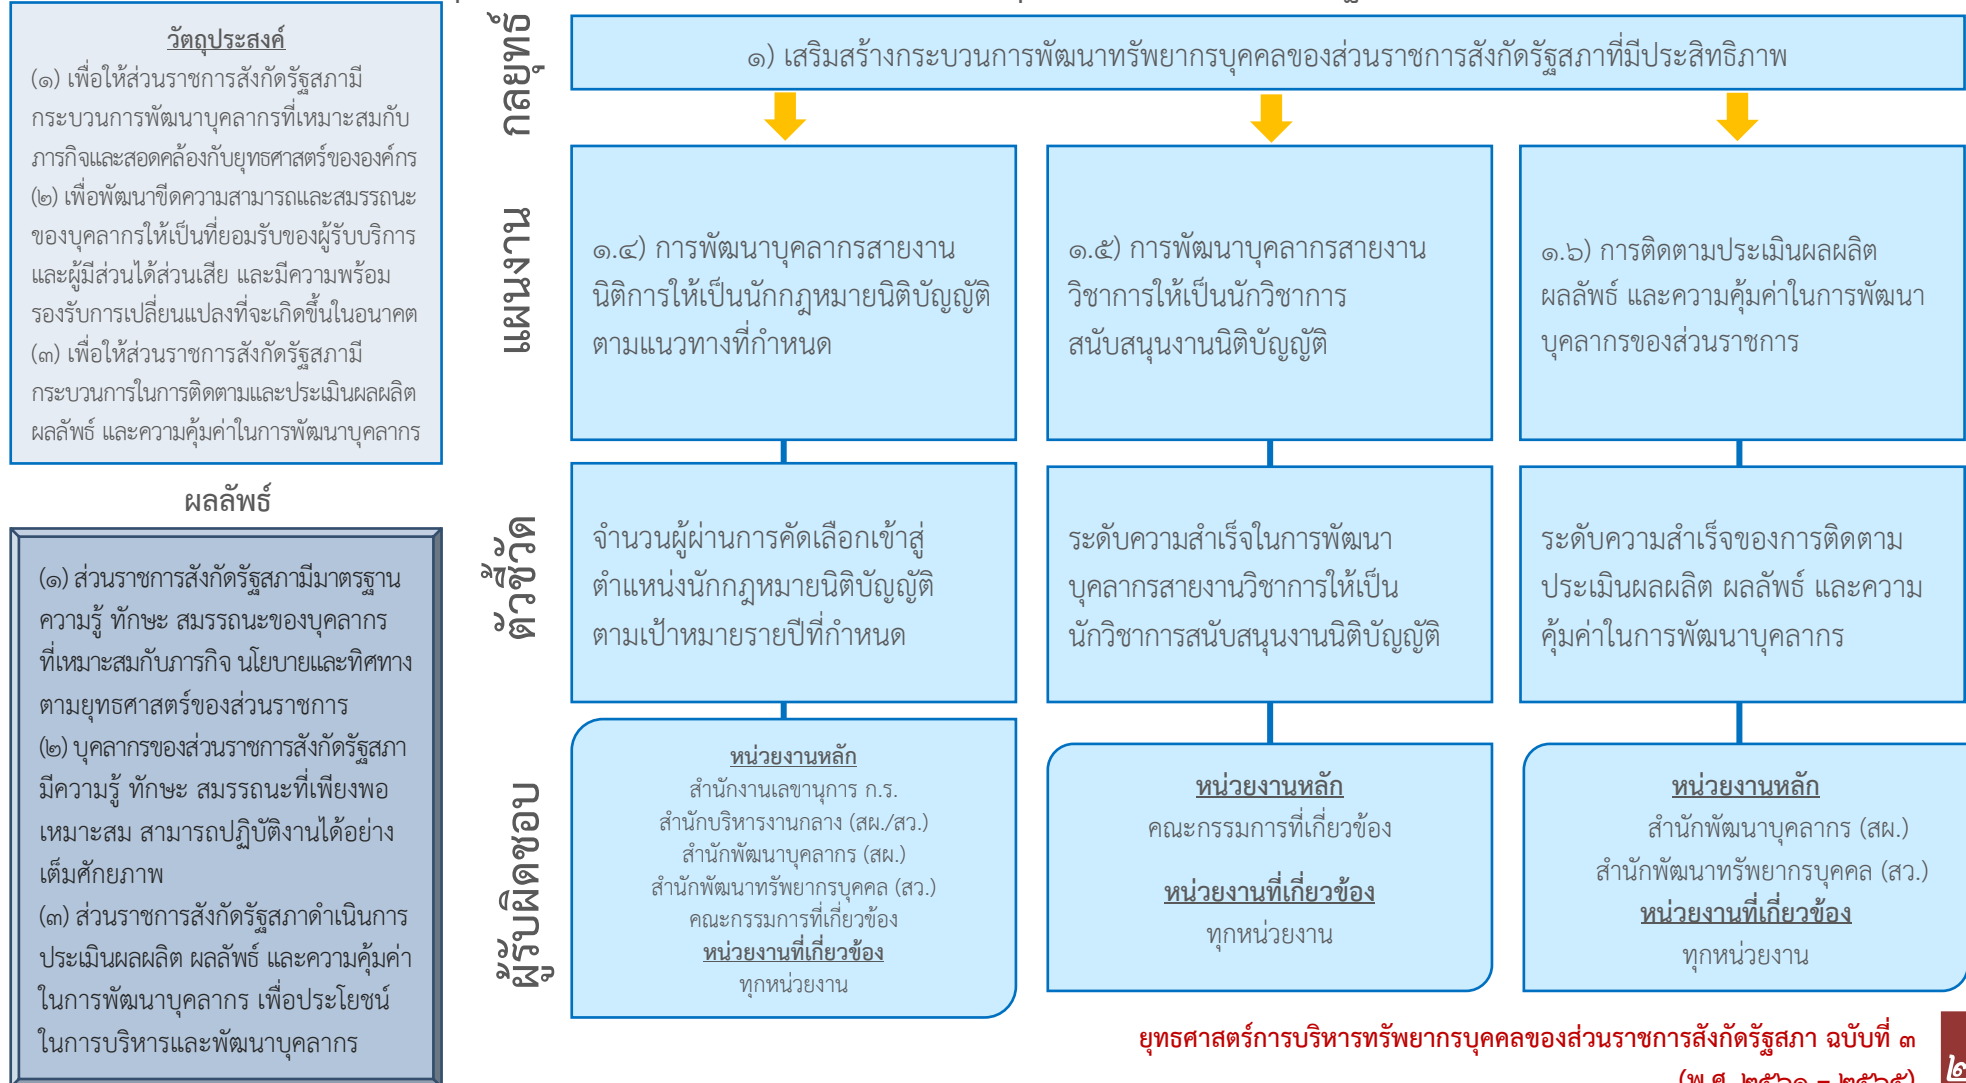 วัตถุประสงค์
(๑) เพื่อให้ส่วนราชการสังกัดรัฐสภามี
กระบวนการพัฒนาบุคลากรที่เหมาะสมกับ
ภารกิจและสอดคล้องกับยุทธศาสตร์ขององค์กร
(๒) เพื่อพัฒนาขีดความสามารถและสมรรถนะ
ของบุคลากรให้เป็นที่ยอมรับของผู้รับบริการ
และผู้มีส่วนได้ส่วนเสีย และมีความพร้อม
รองรับการเปลี่ยนแปลงที่จะเกิดขึ้นในอนาคต
(๓) เพื่อให้ส่วนราชการสังกัดรัฐสภามี
กระบวนการในการติดตามและประเมินผลผลิต
ผลลัพธ์ และความคุ้มค่าในการพัฒนาบุคลากร
ผลลัพธ์
(๑) ส่วนราชการสังกัดรัฐสภามีมาตรฐาน
ความรู้ ทักษะ สมรรถนะของบุคลากร
ที่เหมาะสมกับภารกิจ นโยบายและทิศทาง
ตามยุทธศาสตร์ของส่วนราชการ
(๒) บุคลากรของส่วนราชการสังกัดรัฐสภา
มีความรู้ ทักษะ สมรรถนะที่เพียงพอ
เหมาะสม สามารถปฏิบัติงานได้อย่าง
เต็มศักยภาพ
(๓) ส่วนราชการสังกัดรัฐสภาดำเนินการ
ประเมินผลผลิต ผลลัพธ์ และความคุ้มค่า
ในการพัฒนาบุคลากร เพื่อประโยชน์
ในการบริหารและพัฒนาบุคลากร
กลยุทธ์
๑) เสริมสร้างกระบวนการพัฒนาทรัพยากรบุคคลของส่วนราชการสังกัดรัฐสภาที่มีประสิทธิภาพ
แผนงาน
๑.๔) การพัฒนาบุคลากรสายงาน
นิติการให้เป็นนักกฎหมายนิติบัญญัติ
ตามแนวทางที่กำหนด
๑.๕) การพัฒนาบุคลากรสายงาน
วิชาการให้เป็นนักวิชาการ
สนับสนุนงานนิติบัญญัติ
๑.๖) การติดตามประเมินผลผลิต
ผลลัพธ์ และความคุ้มค่าในการพัฒนา
บุคลากรของส่วนราชการ
ตัวชี้วัด
จำนวนผู้ผ่านการคัดเลือกเข้าสู่
ตำแหน่งนักกฎหมายนิติบัญญัติ
ตามเป้าหมายรายปีที่กำหนด
ระดับความสำเร็จในการพัฒนา
บุคลากรสายงานวิชาการให้เป็น
นักวิชาการสนับสนุนงานนิติบัญญัติ
ระดับความสำเร็จของการติดตาม
ประเมินผลผลิต ผลลัพธ์ และความ
คุ้มค่าในการพัฒนาบุคลากร
ผู้รับผิดชอบ
หน่วยงานหลัก
สำนักงานเลขานุการ ก.ร.
สำนักบริหารงานกลาง (สผ./สว.)
สำนักพัฒนาบุคลากร (สผ.)
สำนักพัฒนาทรัพยากรบุคคล (สว.)
คณะกรรมการที่เกี่ยวข้อง
หน่วยงานที่เกี่ยวข้อง
ทุกหน่วยงาน
หน่วยงานหลัก
คณะกรรมการที่เกี่ยวข้อง
หน่วยงานที่เกี่ยวข้อง
ทุกหน่วยงาน
หน่วยงานหลัก
สำนักพัฒนาบุคลากร (สผ.)
สำนักพัฒนาทรัพยากรบุคคล (สว.)
หน่วยงานที่เกี่ยวข้อง
ทุกหน่วยงาน
ยุทธศาสตร์การบริหารทรัพยากรบุคคลของส่วนราชการสังกัดรัฐสภา ฉบับที่ ๓
(พ.ศ. ๒๕๖๑ – ๒๕๖๕)